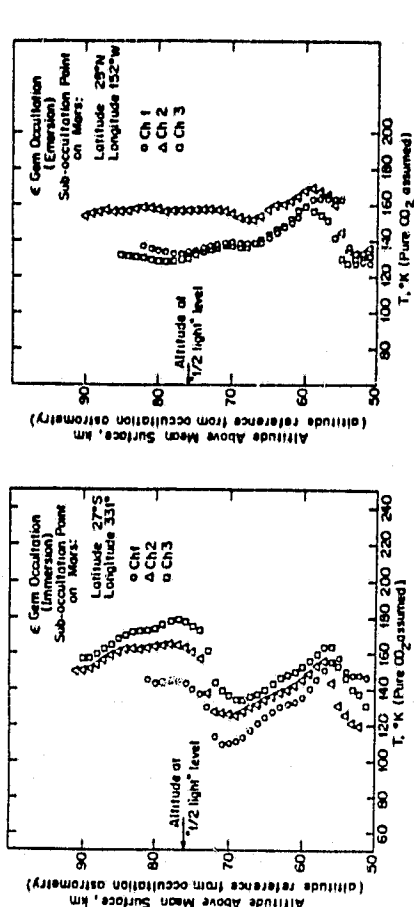 ε Gem Occultation
(Emersion)
Sub-occultation Point
on Mars:
Latitude 29°N
Longitude 152°W
○ Ch 1
△ Ch 2
□ Ch 3
Altitude at
"1/2 light" level
90
80
70
60
50
80 100 120 140 160 180 200
T, °K (Pure CO2 assumed)
Altitude Above Mean Surface, km
(altitude reference from occultation astrometry)
ε Gem Occultation
(Immersion)
Sub-occultation Point
on Mars:
Latitude 27°S
Longitude 331°
○ Ch1
△ Ch2
□ Ch3
Altitude at
"1/2 light" level
90
80
70
60
50
60 80 100 120 140 160 180 200 220 240
T, °K (Pure CO2 assumed)
Altitude Above Mean Surface, km
(altitude reference from occultation astrometry)